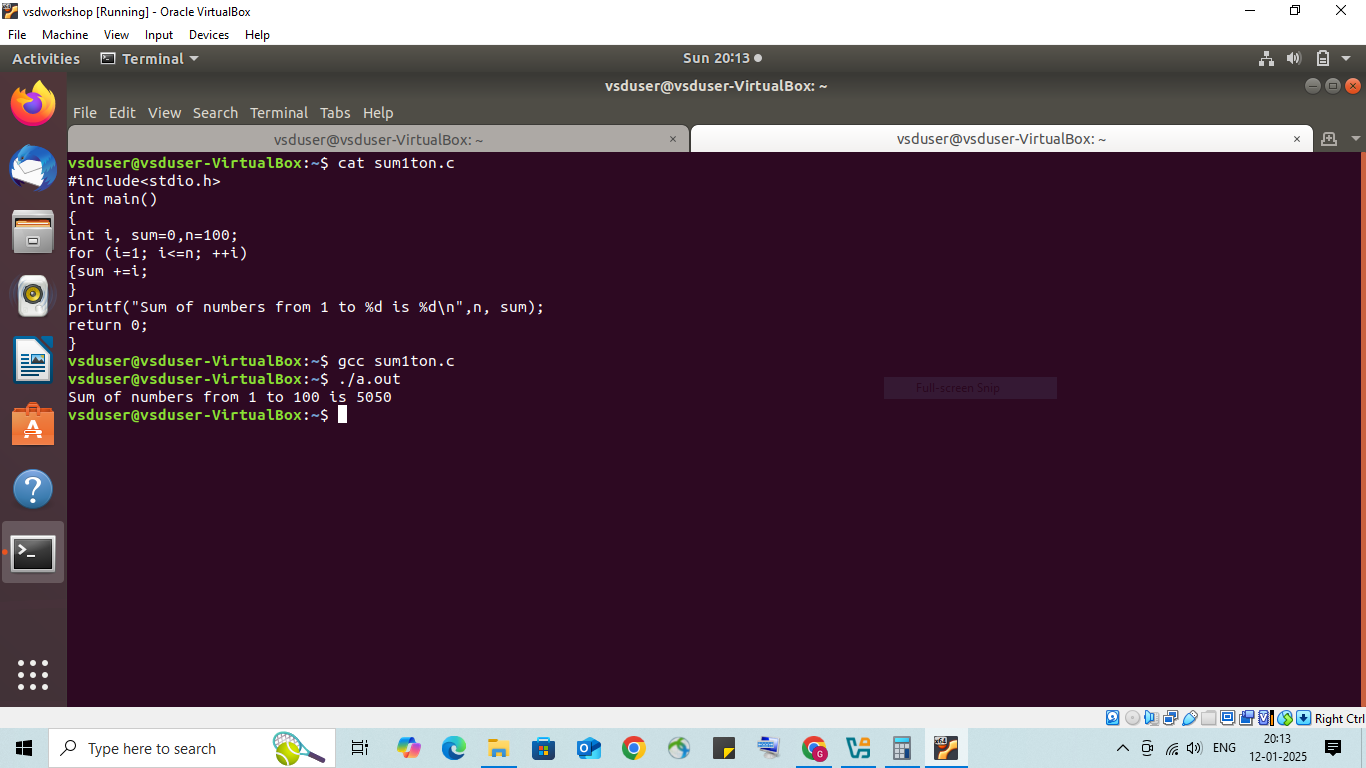 vsdworkshop [Running] - Oracle VirtualBox
File Machine View Input Devices Help
Activities Terminal Sun 20:13
vsduser@vsduser-VirtualBox: ~
File Edit View Search Terminal Tabs Help
vsduser@vsduser-VirtualBox: ~ × vsduser@vsduser-VirtualBox: ~ ×
vsduser@vsduser-VirtualBox:~$ cat sum1ton.c
#include<stdio.h>
int main()
{
int i, sum=0,n=100;
for (i=1; i<=n; ++i)
{sum +=i;
}
printf("Sum of numbers from 1 to %d is %d\n",n, sum);
return 0;
}
vsduser@vsduser-VirtualBox:~$ gcc sum1ton.c
vsduser@vsduser-VirtualBox:~$ ./a.out
Full-screen Snip
Sum of numbers from 1 to 100 is 5050
vsduser@vsduser-VirtualBox:~$
Right Ctrl
Type here to search
ENG
20:13
12-01-2025